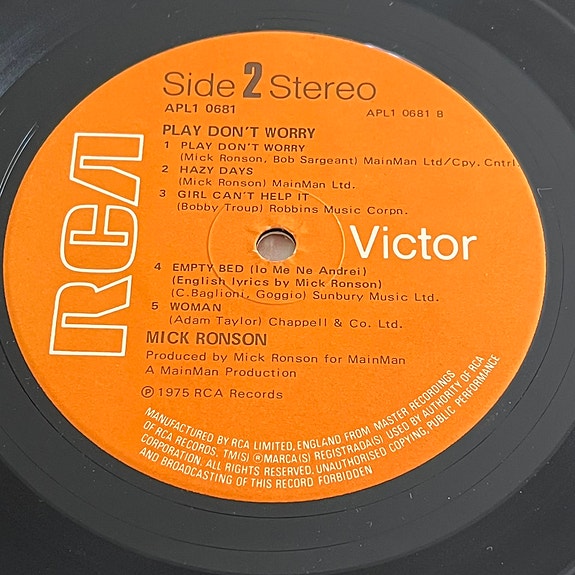 Side 2 Stereo
APL1 0681
APL1 0681 B
PLAY DON'T WORRY
1 PLAY DON'T WORRY
(Mick Ronson, Bob Sargeant) MainMan Ltd/Cpy. Cntrl
2 HAZY DAYS
(Mick Ronson) MainMan Ltd.
3 GIRL CAN'T HELP IT
(Bobby Troup) Robbins Music Corpn.
RCA
Victor
4 EMPTY BED (Io Me Ne Andrei)
(English lyrics by Mick Ronson)
(C.Baglioni, Goggio) Sunbury Music Ltd.
5 WOMAN
(Adam Taylor) Chappell & Co. Ltd.
MICK RONSON
Produced by Mick Ronson for MainMan
A MainMan Production
Ⓟ 1975 RCA Records
MANUFACTURED BY RCA LIMITED, ENGLAND FROM MASTER RECORDINGS
OF RCA RECORDS, TM(S) ® MARCA(S) REGISTRADA(S) USED BY AUTHORITY OF RCA
CORPORATION. ALL RIGHTS RESERVED. UNAUTHORISED COPYING, PUBLIC PERFORMANCE
AND BROADCASTING OF THIS RECORD FORBIDDEN